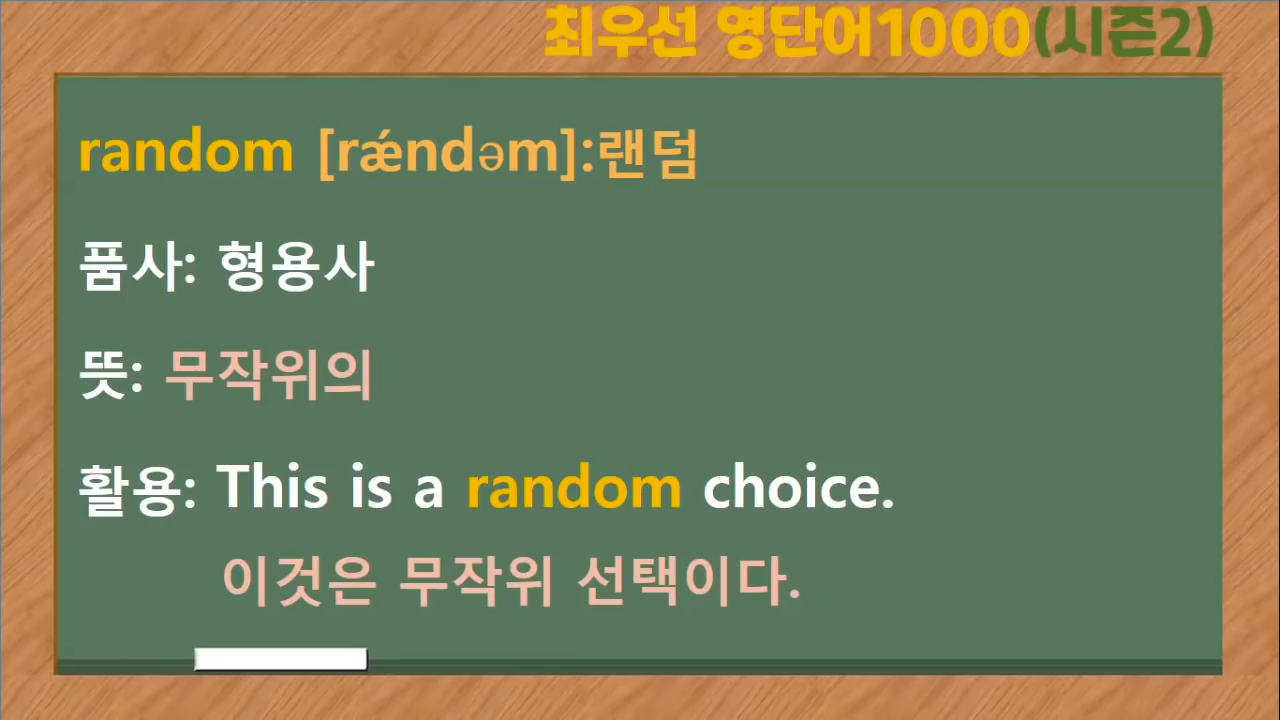 최우선 영단어1000(시즌2)
random [rǽndəm]:랜덤
품사: 형용사
뜻: 무작위의
활용: This is a random choice.
이것은 무작위 선택이다.